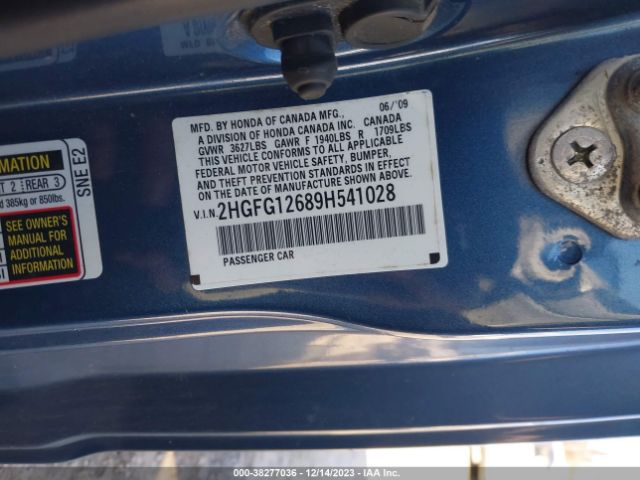 MFD. BY HONDA OF CANADA MFG., 06/'09
A DIVISION OF HONDA CANADA INC. CANADA
GVWR 3627LBS GAWR F 1940LBS R 1709LBS
THIS VEHICLE CONFORMS TO ALL APPLICABLE
FEDERAL MOTOR VEHICLE SAFETY, BUMPER,
AND THEFT PREVENTION STANDARDS IN EFFECT
ON THE DATE OF MANUFACTURE SHOWN ABOVE.
V.I.N. 2HGFG12689H541028
PASSENGER CAR
SNE E2
2 REAR 3
385kg or 850lbs.
SEE OWNER'S
MANUAL FOR
ADDITIONAL
INFORMATION
000-38277036 - 12/14/2023 - IAA Inc.